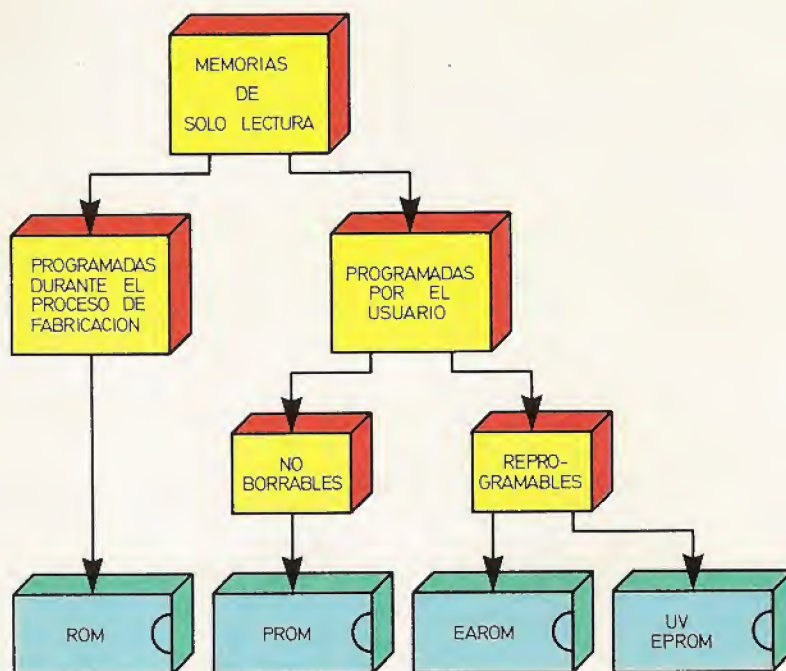 MEMORIAS
DE
SOLO LECTURA
PROGRAMADAS
DURANTE EL
PROCESO DE
FABRICACION
PROGRAMADAS
POR EL
USUARIO
NO
BORRABLES
REPRO-
GRAMABLES
ROM
PROM
EAROM
UV
EPROM